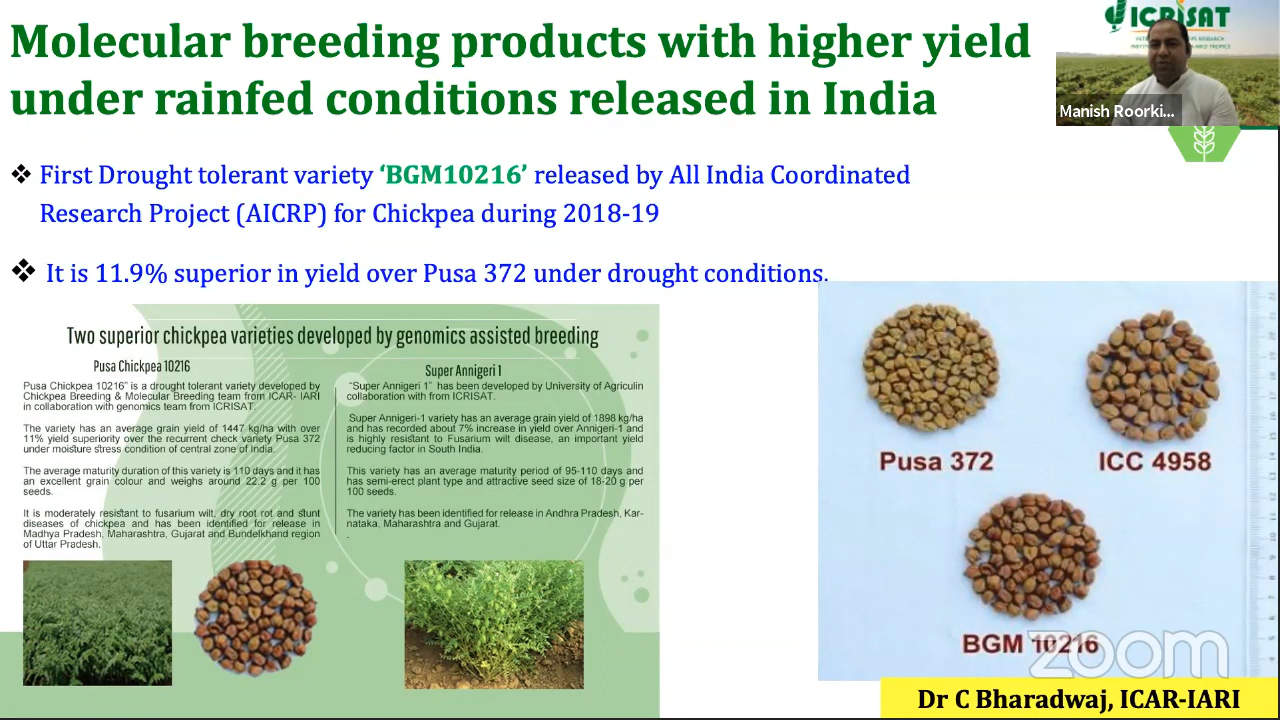 Molecular breeding products with higher yield
under rainfed conditions released in India
ICRISAT
Manish Roorki...
❖ First Drought tolerant variety ‘BGM10216’ released by All India Coordinated
Research Project (AICRP) for Chickpea during 2018-19
❖ It is 11.9% superior in yield over Pusa 372 under drought conditions.
Two superior chickpea varieties developed by genomics assisted breeding
Pusa Chickpea 10216
Pusa Chickpea 10216” is a drought tolerant variety developed by
Chickpea Breeding & Molecular Breeding team from ICAR- IARI
in collaboration with genomics team from ICRISAT.
The variety has an average grain yield of 1447 kg/ha with over
11% yield superiority over the recurrent check variety Pusa 372
under moisture stress condition of central zone of India.
The average maturity duration of this variety is 110 days and it has
an excellent grain colour and weighs around 22.2 g per 100
seeds.
It is moderately resistant to fusarium wilt, dry root rot and stunt
diseases of chickpea and has been identified for release in
Madhya Pradesh, Maharashtra, Gujarat and Bundelkhand region
of Uttar Pradesh.
Super Annigeri 1
“Super Annigeri 1” has been developed by University of Agriculin
collaboration with from ICRISAT.
Super Annigeri-1 variety has an average grain yield of 1898 kg/ha
and has recorded about 7% increase in yield over Annigeri-1 and
is highly resistant to Fusarium wilt disease, an important yield
reducing factor in South India.
This variety has an average maturity period of 95-110 days and
has semi-erect plant type and attractive seed size of 18-20 g per
100 seeds.
The variety has been identified for release in Andhra Pradesh, Kar-
nataka, Maharashtra and Gujarat.
.
Pusa 372
ICC 4958
BGM 10216
zoom
Dr C Bharadwaj, ICAR-IARI